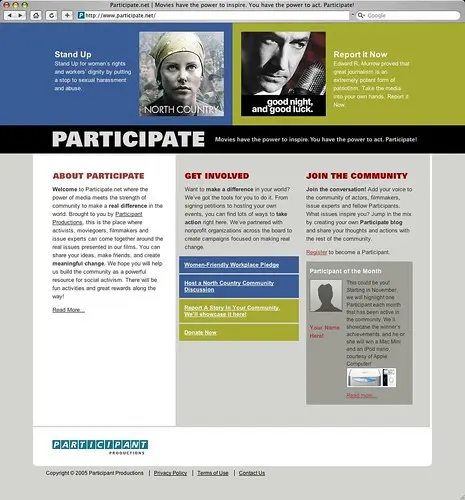 Participate.net | Movies have the power to inspire. You have the power to act. Participate!
http://www.participate.net/
Google
Stand Up
Stand Up for women's rights
and workers' dignity by putting
a stop to sexual harassment
and abuse.
NORTH COUNTRY
good night,
and good luck.
Report it Now
Edward R. Murrow proved that
great journalism is an
extremely potent form of
patriotism. Take the media
into your own hands. Report it
Now.
PARTICIPATE
Movies have the power to inspire. You have the power to act. Participate!
ABOUT PARTICIPATE
Welcome to Participate.net where the
power of media meets the strength of
community to make a real difference in the
world. Brought to you by Participant
Productions, this is the place where
activists, moviegoers, filmmakers and
issue experts can come together around the
real issues presented in our films. You can
share your ideas, make friends, and create
meaningful change. We hope you will help
us build the community as a powerful
resource for social activism. There will be
fun activities and great rewards along the
way!
Read More...
GET INVOLVED
Want to make a difference in your world?
We've got the tools for you to do it. From
signing petitions to hosting your own
events, you can find lots of ways to take
action right here. We've partnered with
nonprofit organizations across the board to
create campaigns focused on making real
change.
Women-Friendly Workplace Pledge
Host a North Country Community
Discussion
Report A Story in Your Community,
We'll showcase it here!
Donate Now
JOIN THE COMMUNITY
Join the conversation! Add your voice to
the community of actors, filmmakers,
issue experts and fellow Participants.
What issues inspire you? Jump in the mix
by creating your own Participate blog
and share your thoughts and actions with
the rest of the community.
Register to become a Participant.
Participant of the Month
This could be you!
Starting in November,
we will highlight one
Participant each month
that has been active in
the community. We'll
showcase the winner's
achievements, and he or
she will win a Mac Mini
and an iPod nano,
courtesy of Apple
Computer!
Your Name
Here!
Read more...
PARTICIPANT
PRODUCTIONS
Copyright © 2005 Participant Productions | Privacy Policy | Terms of Use | Contact Us